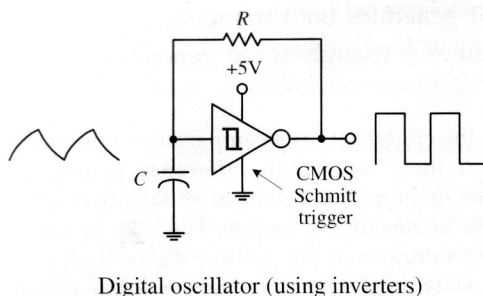 R
+5V
C
CMOS
Schmitt
trigger
Digital oscillator (using inverters)